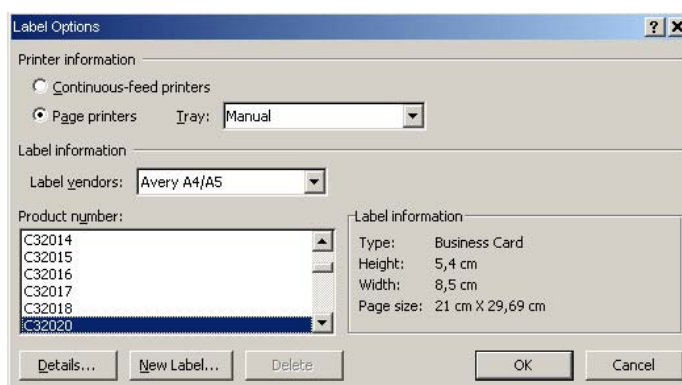 Label Options
Printer information
Continuous-feed printers
Page printers Tray: Manual
Label information
Label vendors: Avery A4/A5
Product number:
C32014
C32015
C32016
C32017
C32018
C32020
Label information
Type: Business Card
Height: 5,4 cm
Width: 8,5 cm
Page size: 21 cm X 29,69 cm
Details... New Label... Delete OK Cancel